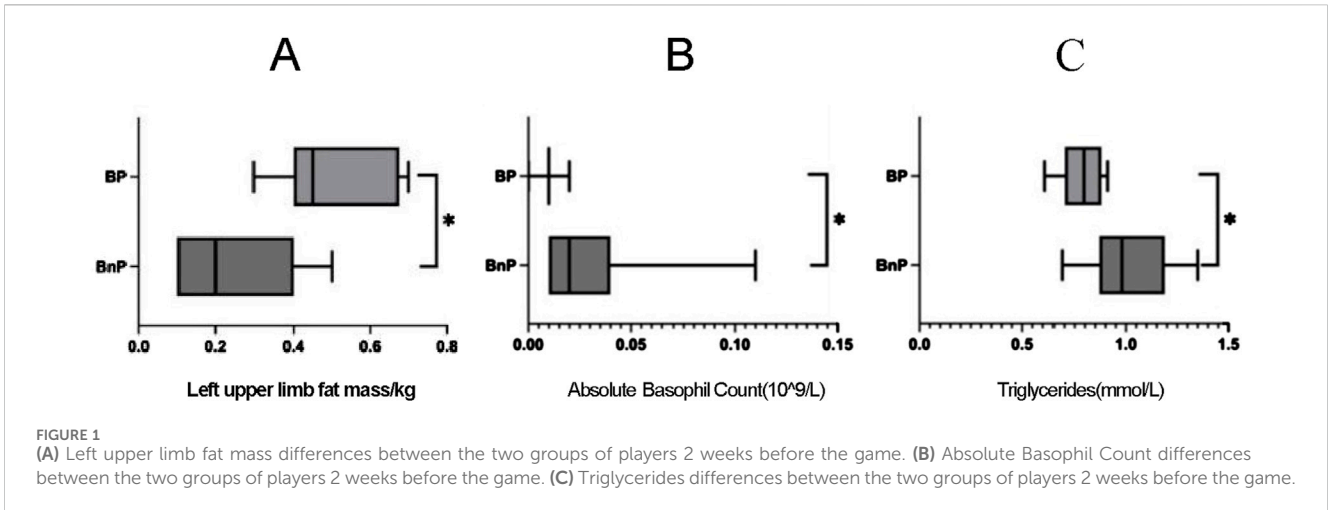 A
B
C
BP
BnP
0.0 0.2 0.4 0.6 0.8
Left upper limb fat mass/kg
*
BP
BnP
0.00 0.05 0.10 0.15
Absolute Basophil Count(10^9/L)
*
BP
BnP
0.0 0.5 1.0 1.5
Triglycerides(mmol/L)
*
FIGURE 1
(A) Left upper limb fat mass differences between the two groups of players 2 weeks before the game. (B) Absolute Basophil Count differences
between the two groups of players 2 weeks before the game. (C) Triglycerides differences between the two groups of players 2 weeks before the game.